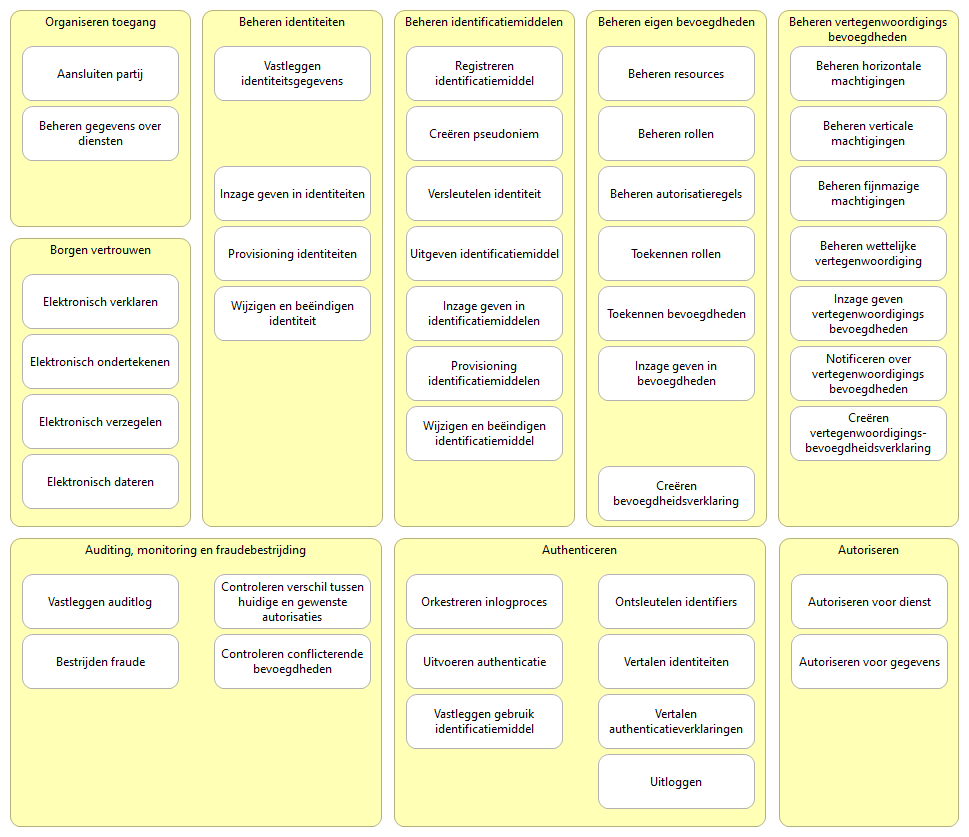 Organiseren toegang
Aansluiten partij
Beheren gegevens over
diensten
Borgen vertrouwen
Elektronisch verklaren
Elektronisch ondertekenen
Elektronisch verzegelen
Elektronisch dateren
Beheren identiteiten
Vastleggen
identiteitsgegevens
Inzage geven in identiteiten
Provisioning identiteiten
Wijzigen en beëindigen
identiteit
Beheren identificatiemiddelen
Registreren
identificatiemiddel
Creëren pseudoniem
Versleutelen identiteit
Uitgeven identificatiemiddel
Inzage geven in
identificatiemiddelen
Provisioning
identificatiemiddelen
Wijzigen en beëindigen
identificatiemiddel
Beheren eigen bevoegdheden
Beheren resources
Beheren rollen
Beheren autorisatieregels
Toekennen rollen
Toekennen bevoegdheden
Inzage geven in
bevoegdheden
Creëren
bevoegdheidsverklaring
Beheren vertegenwoordigings
bevoegdheden
Beheren horizontale
machtigingen
Beheren verticale
machtigingen
Beheren fijnmazige
machtigingen
Beheren wettelijke
vertegenwoordiging
Inzage geven
vertegenwoordigings
bevoegdheden
Notificeren over
vertegenwoordigings
bevoegdheden
Creëren
vertegenwoordigings-
bevoegdheidsverklaring
Auditing, monitoring en fraudebestrijding
Vastleggen auditlog
Bestrijden fraude
Controleren verschil tussen
huidige en gewenste
autorisaties
Controleren conflicterende
bevoegdheden
Authenticeren
Orkestreren inlogproces
Uitvoeren authenticatie
Vastleggen gebruik
identificatiemiddel
Ontsleutelen identifiers
Vertalen identiteiten
Vertalen
authenticatieverklaringen
Uitloggen
Autoriseren
Autoriseren voor dienst
Autoriseren voor gegevens